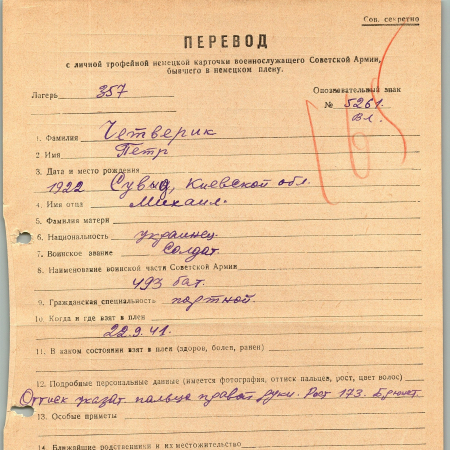 Сов. секретно
ПЕРЕВОД
с личной трофейной немецкой карточки военнослужащего Советской Армии,
бывшего в немецком плену.
Лагерь 357 Опознавательный знак
№ 5261
Вл.
165
1. Фамилия Четверик
2. Имя Петр
3. Дата и место рождения
1922 Сувыд, Киевской обл.
4. Имя отца Михаил.
5. Фамилия матери
6. Национальность украинец.
7. Воинское звание Солдат.
8. Наименование воинской части Советской Армии
493 бат.
9. Гражданская специальность портной.
10. Когда и где взят в плен
22.9.41.
11. В каком состоянии взят в плен (здоров, болен, ранен)
12. Подробные персональные данные (имеется фотография, оттиск пальцев, рост, цвет волос)
Оттиск указат пальца правой руки. Рост 173. Брюнет.
13. Особые приметы
14. Ближайшие родственники и их местожительство